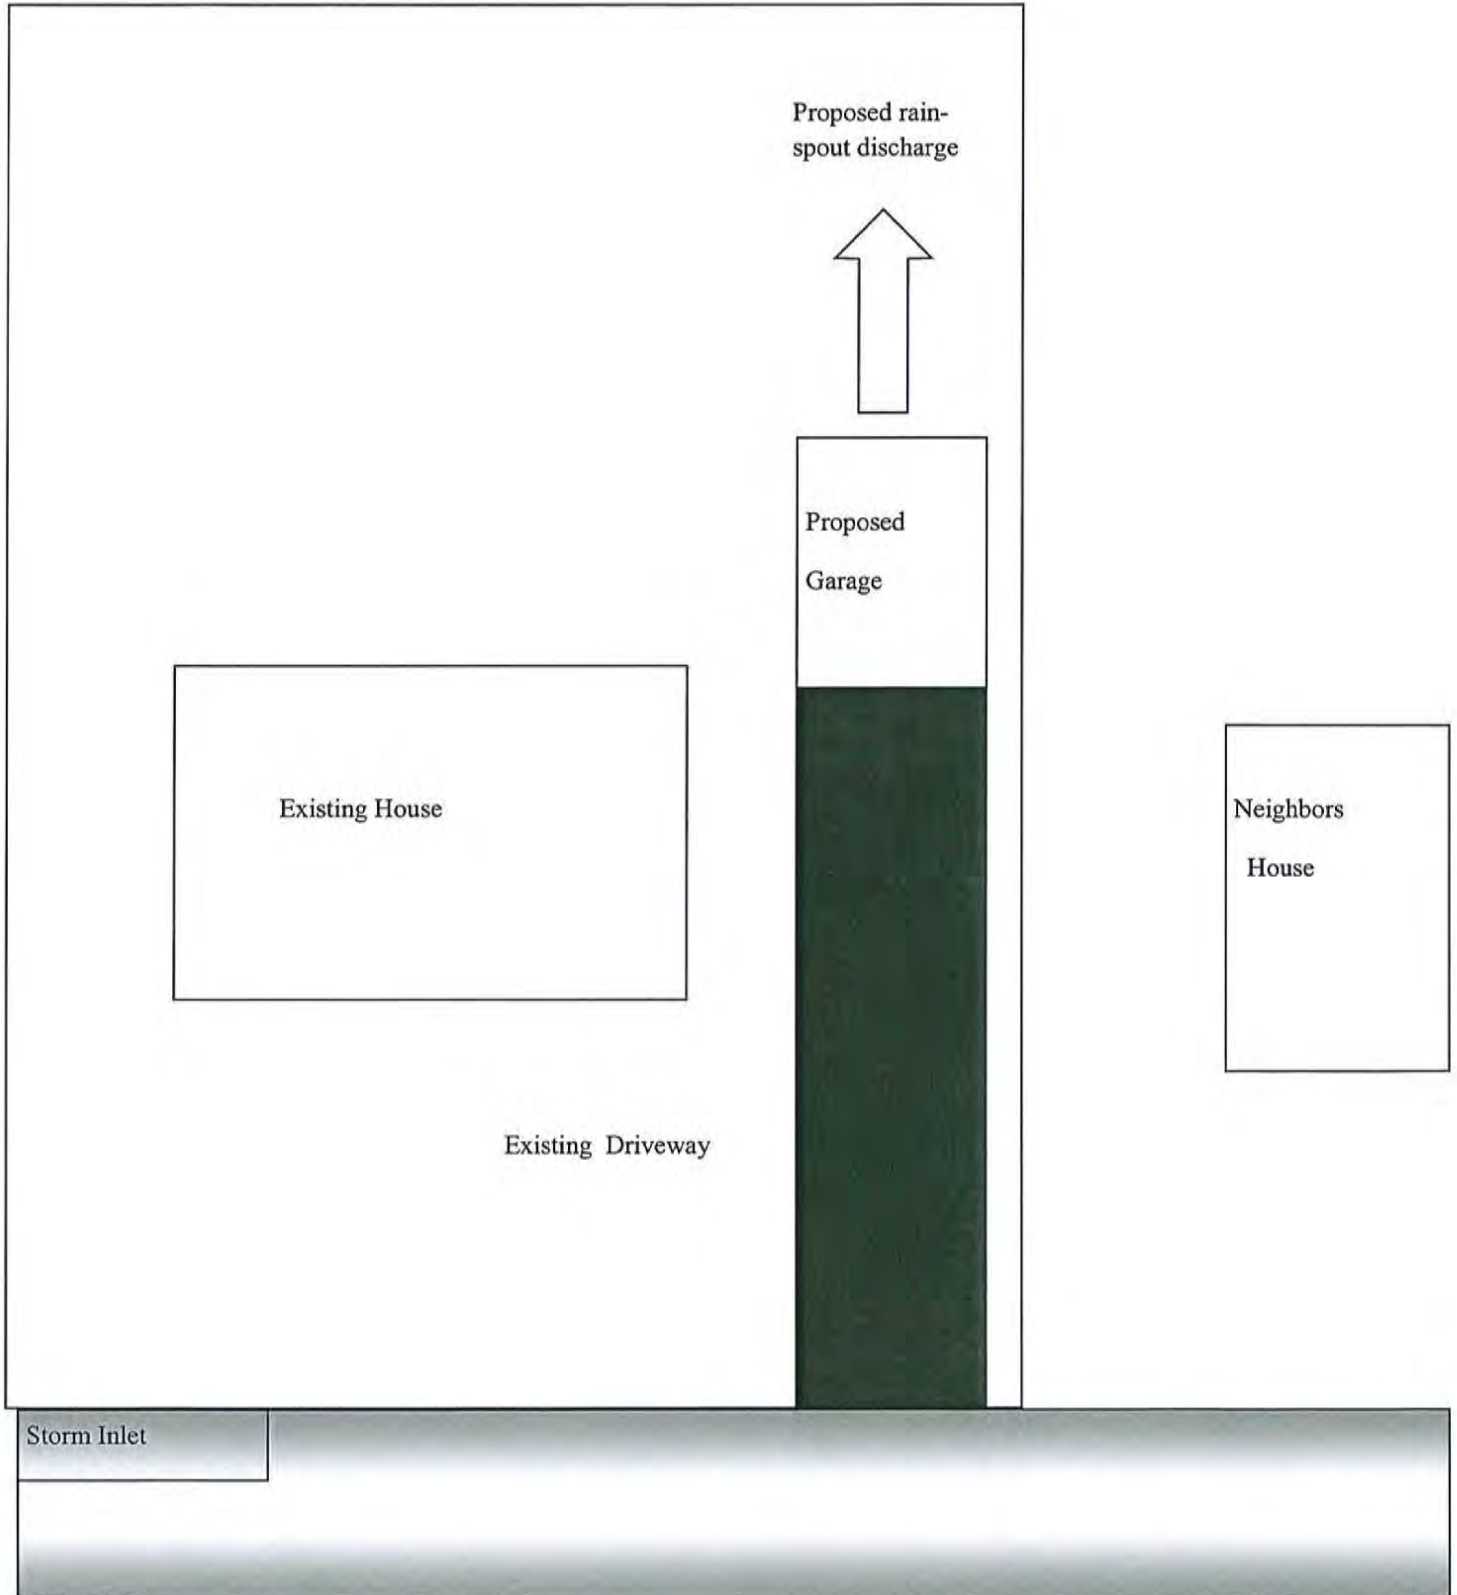 Proposed rain-
spout discharge
Proposed
Garage
Existing House
Neighbors
House
Existing Driveway
Storm Inlet